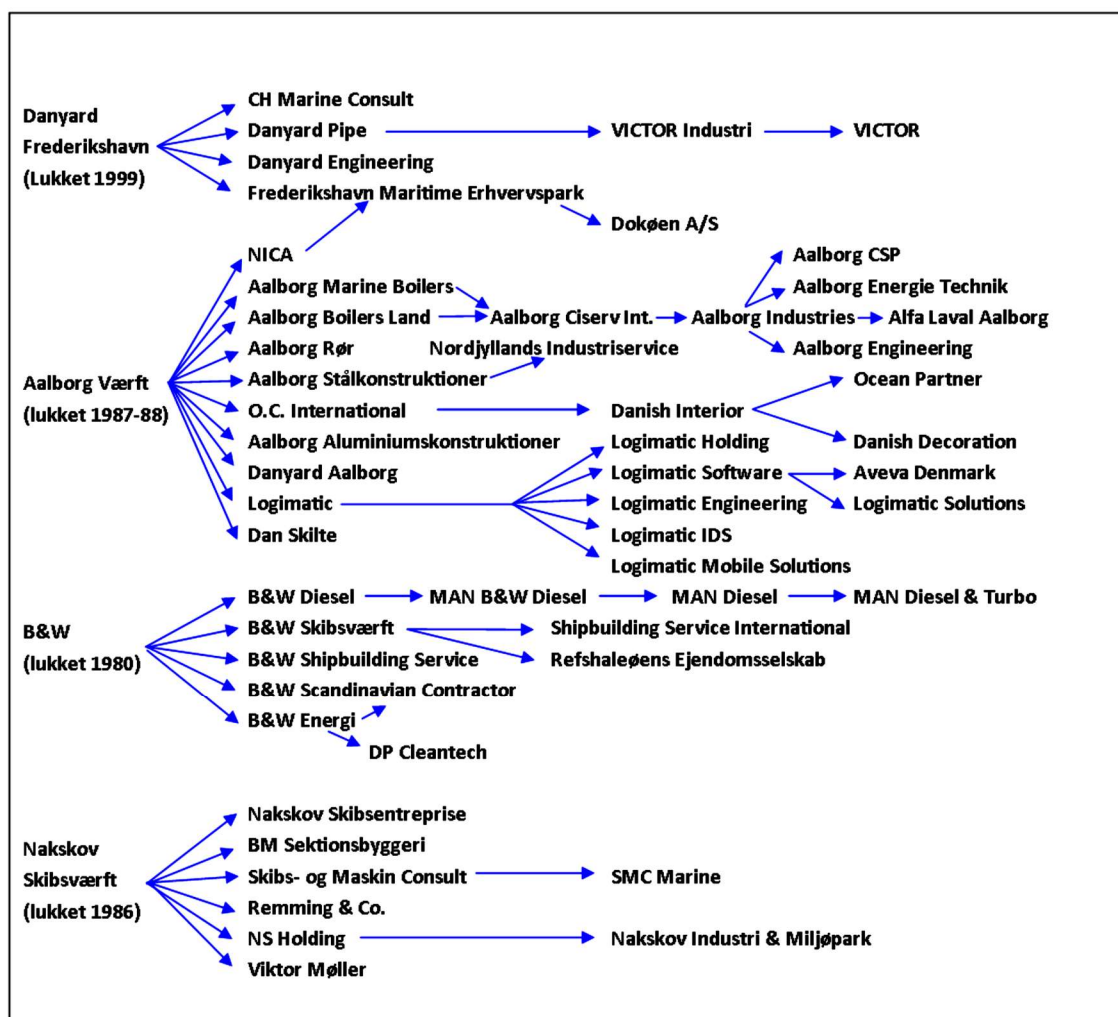 Danyard
Frederikshavn
(Lukket 1999)
CH Marine Consult
Danyard Pipe VICTOR Industri VICTOR
Danyard Engineering
Frederikshavn Maritime Erhvervspark
Dokøen A/S
Aalborg Værft
(lukket 1987-88)
NICA Aalborg CSP
Aalborg Marine Boilers Aalborg Energie Technik
Aalborg Boilers Land Aalborg Ciserv Int. Aalborg Industries Alfa Laval Aalborg
Aalborg Rør Nordjyllands Industriservice Aalborg Engineering
Aalborg Stålkonstruktioner Ocean Partner
O.C. International Danish Interior
Aalborg Aluminiumskonstruktioner Logimatic Holding Danish Decoration
Danyard Aalborg Logimatic Software Aveva Denmark
Logimatic Logimatic Engineering Logimatic Solutions
Dan Skilte Logimatic IDS
Logimatic Mobile Solutions
B&W
(lukket 1980)
B&W Diesel MAN B&W Diesel MAN Diesel MAN Diesel & Turbo
B&W Skibsværft Shipbuilding Service International
B&W Shipbuilding Service Refshaleøens Ejendomsselskab
B&W Scandinavian Contractor
B&W Energi
DP Cleantech
Nakskov
Skibsværft
(lukket 1986)
Nakskov Skibsentreprise
BM Sektionsbyggeri
Skibs- og Maskin Consult SMC Marine
Remming & Co.
NS Holding Nakskov Industri & Miljøpark
Viktor Møller